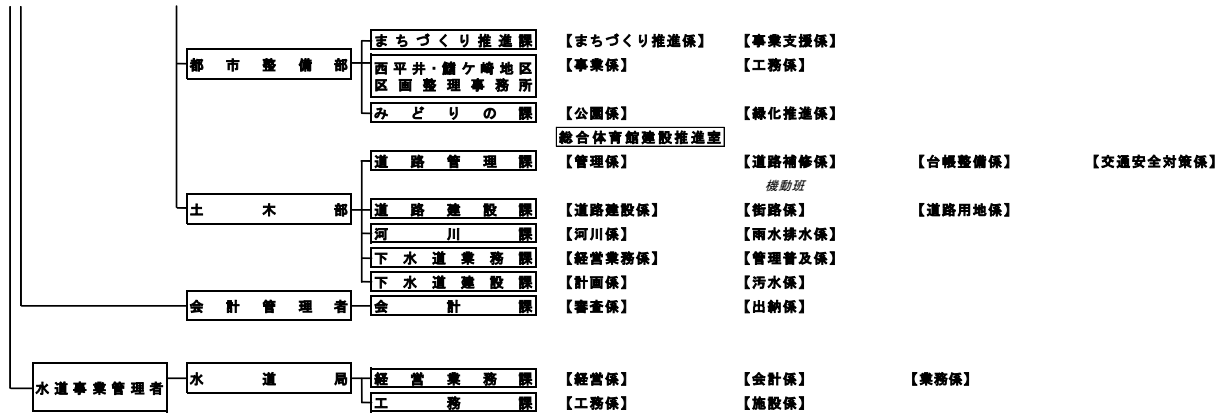 まちづくり推進課 【まちづくり推進係】 【事業支援係】
都市整備部 西平井・鰭ケ崎地区区画整理事務所 【事業係】 【工務係】
みどりの課 【公園係】 【緑化推進係】
総合体育館建設推進室
道路管理課 【管理係】 【道路補修係】 【台帳整備係】 【交通安全対策係】
機動班
土木部 道路建設課 【道路建設係】 【街路係】 【道路用地係】
河川課 【河川係】 【雨水排水係】
下水道業務課 【経営業務係】 【管理普及係】
下水道建設課 【計画係】 【汚水係】
会計管理者 会計課 【審査係】 【出納係】
水道事業管理者 水道局 経営業務課 【経営係】 【会計係】 【業務係】
工務課 【工務係】 【施設係】